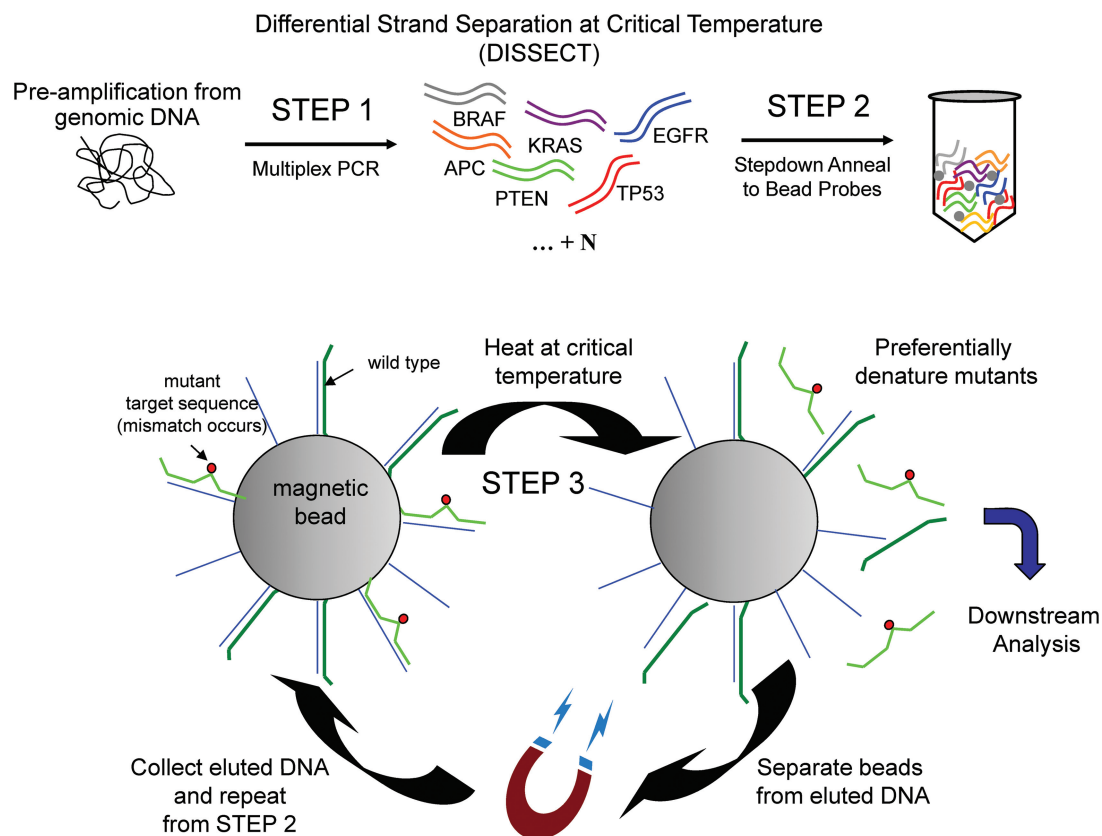 Differential Strand Separation at Critical Temperature
(DISSECT)
Pre-amplification from
genomic DNA
STEP 1
Multiplex PCR
BRAF
KRAS
EGFR
APC
PTEN
TP53
... + N
STEP 2
Stepdown Anneal
to Bead Probes
mutant
target sequence
(mismatch occurs)
wild type
magnetic
bead
Heat at critical
temperature
STEP 3
Preferentially
denature mutants
Downstream
Analysis
Separate beads
from eluted DNA
Collect eluted DNA
and repeat
from STEP 2